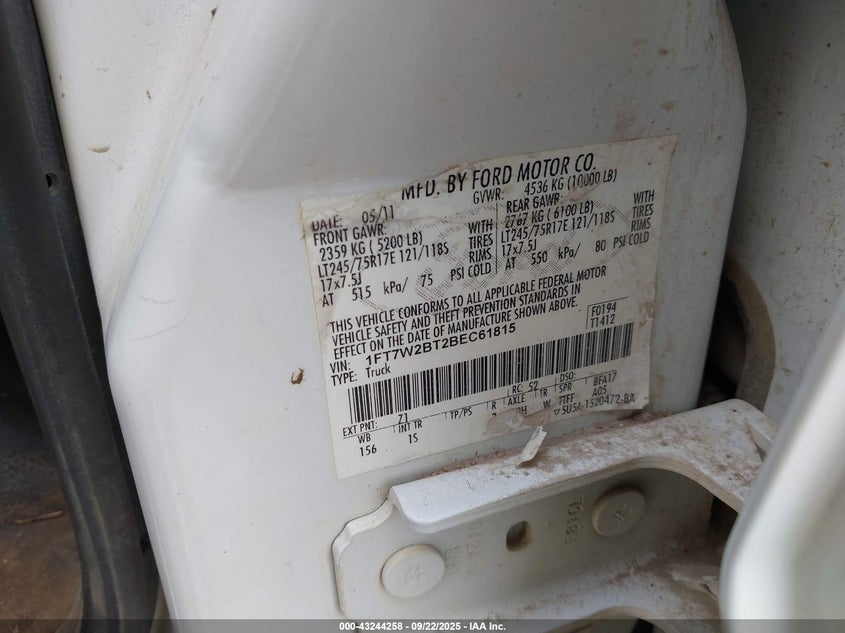 MFD. BY FORD MOTOR CO.
DATE: 05/11 GVWR: 4536 KG (10000 LB)
FRONT GAWR: REAR GAWR:
2359 KG ( 5200 LB) WITH 2767 KG ( 6100 LB) WITH
LT245/75R17E 121/118S TIRES LT245/75R17E 121/118S TIRES
17x7.5J RIMS 17x7.5J RIMS
AT 515 kPa/ 75 PSI COLD AT 550 kPa/ 80 PSI COLD
THIS VEHICLE CONFORMS TO ALL APPLICABLE FEDERAL MOTOR
VEHICLE SAFETY AND THEFT PREVENTION STANDARDS IN
EFFECT ON THE DATE OF MANUFACTURE SHOWN ABOVE.
VIN: 1FT7W2BT2BEC61815
TYPE: Truck
F0194
T1412
EXT PNT: Z1 RC: 52 DSO:
WB INT TR TP/PS R AXLE TR SPR BFA17
156 1S W FFF A05
5U5A-1520472-BA
000-43244258 - 09/22/2025 - IAA Inc.